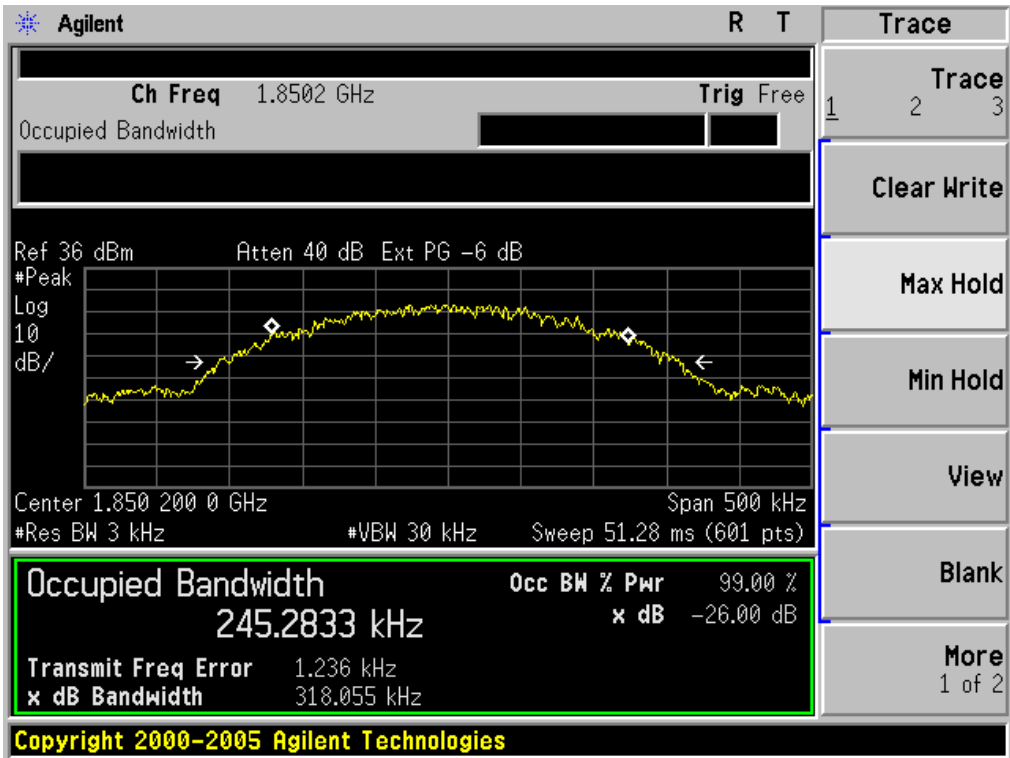 Agilent R T Trace
Ch Freq 1.8502 GHz Trig Free
Occupied Bandwidth
Trace
1 2 3
Clear Write
Max Hold
Min Hold
View
Blank
More
1 of 2
Ref 36 dBm Atten 40 dB Ext PG -6 dB
#Peak
Log
10
dB/
Center 1.850 200 0 GHz Span 500 kHz
#Res BW 3 kHz #VBW 30 kHz Sweep 51.28 ms (601 pts)
Occupied Bandwidth Occ BW % Pwr 99.00 %
245.2833 kHz x dB -26.00 dB
Transmit Freq Error 1.236 kHz
x dB Bandwidth 318.055 kHz
Copyright 2000-2005 Agilent Technologies